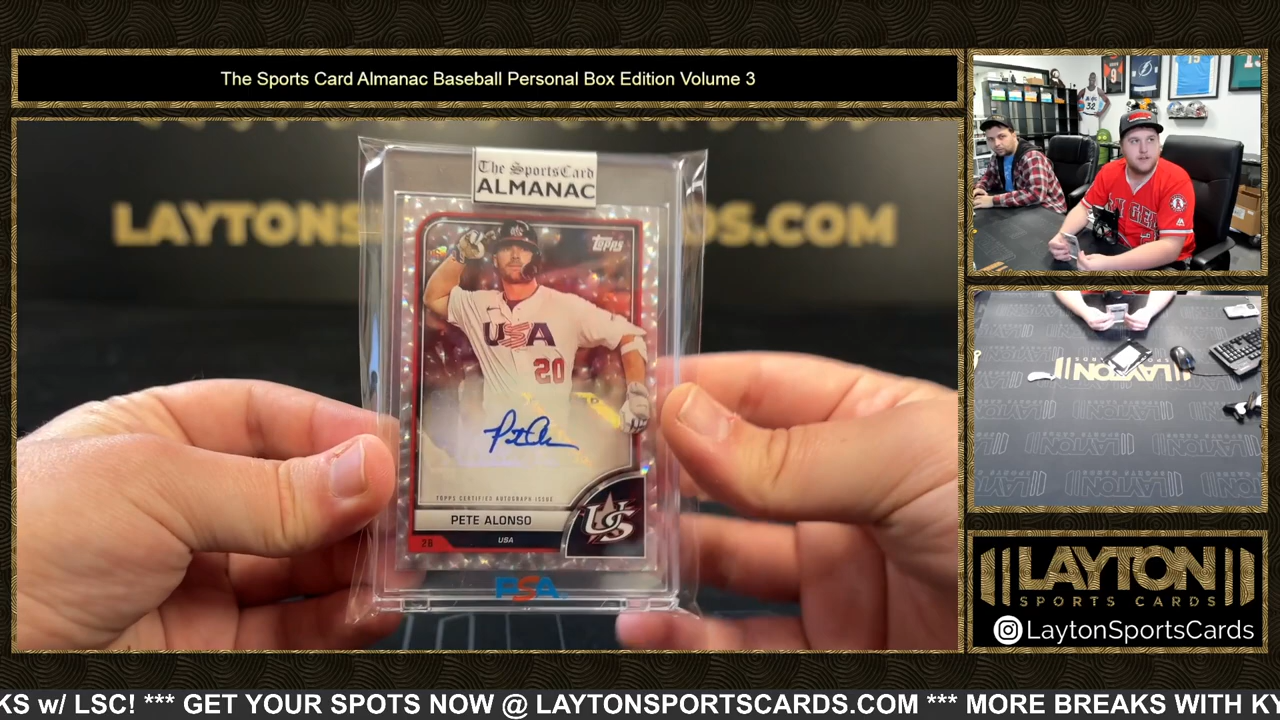 The Sports Card Almanac Baseball Personal Box Edition Volume 3
The SportsCard
ALMANAC
TOPPS
USA
20
TOPPS CERTIFIED AUTOGRAPH ISSUE
PETE ALONSO
USA
US
PSA
LAYTON
SPORTS CARDS
LaytonSportsCards
KS w/ LSC! *** GET YOUR SPOTS NOW @ LAYTONSPORTSCARDS.COM *** MORE BREAKS WITH KY